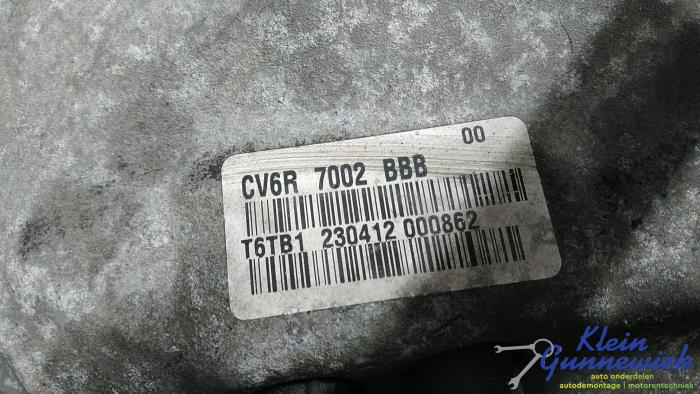 00
CV6R 7002 BBB
T6TB1 230412 000862
Klein
Gunnewiek
auto onderdelen
autodemontage | motorentechniek